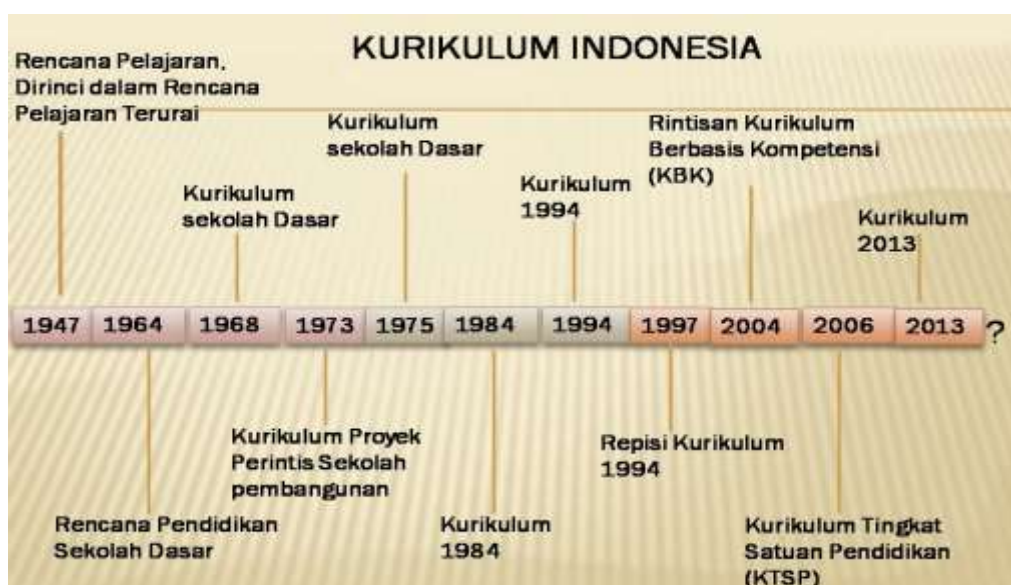 KURIKULUM INDONESIA
Rencana Pelajaran,
Dirinci dalam Rencana
Pelajaran Terurai
Kurikulum
sekolah Dasar
Kurikulum
sekolah Dasar
Kurikulum
1994
Rintisan Kurikulum
Berbasis Kompetensi
(KBK)
Kurikulum
2013
1947 1964 1968 1973 1975 1984 1994 1997 2004 2006 2013 ?
Rencana Pendidikan
Sekolah Dasar
Kurikulum Proyek
Perintis Sekolah
pembangunan
Kurikulum
1984
Repisi Kurikulum
1994
Kurikulum Tingkat
Satuan Pendidikan
(KTSP)